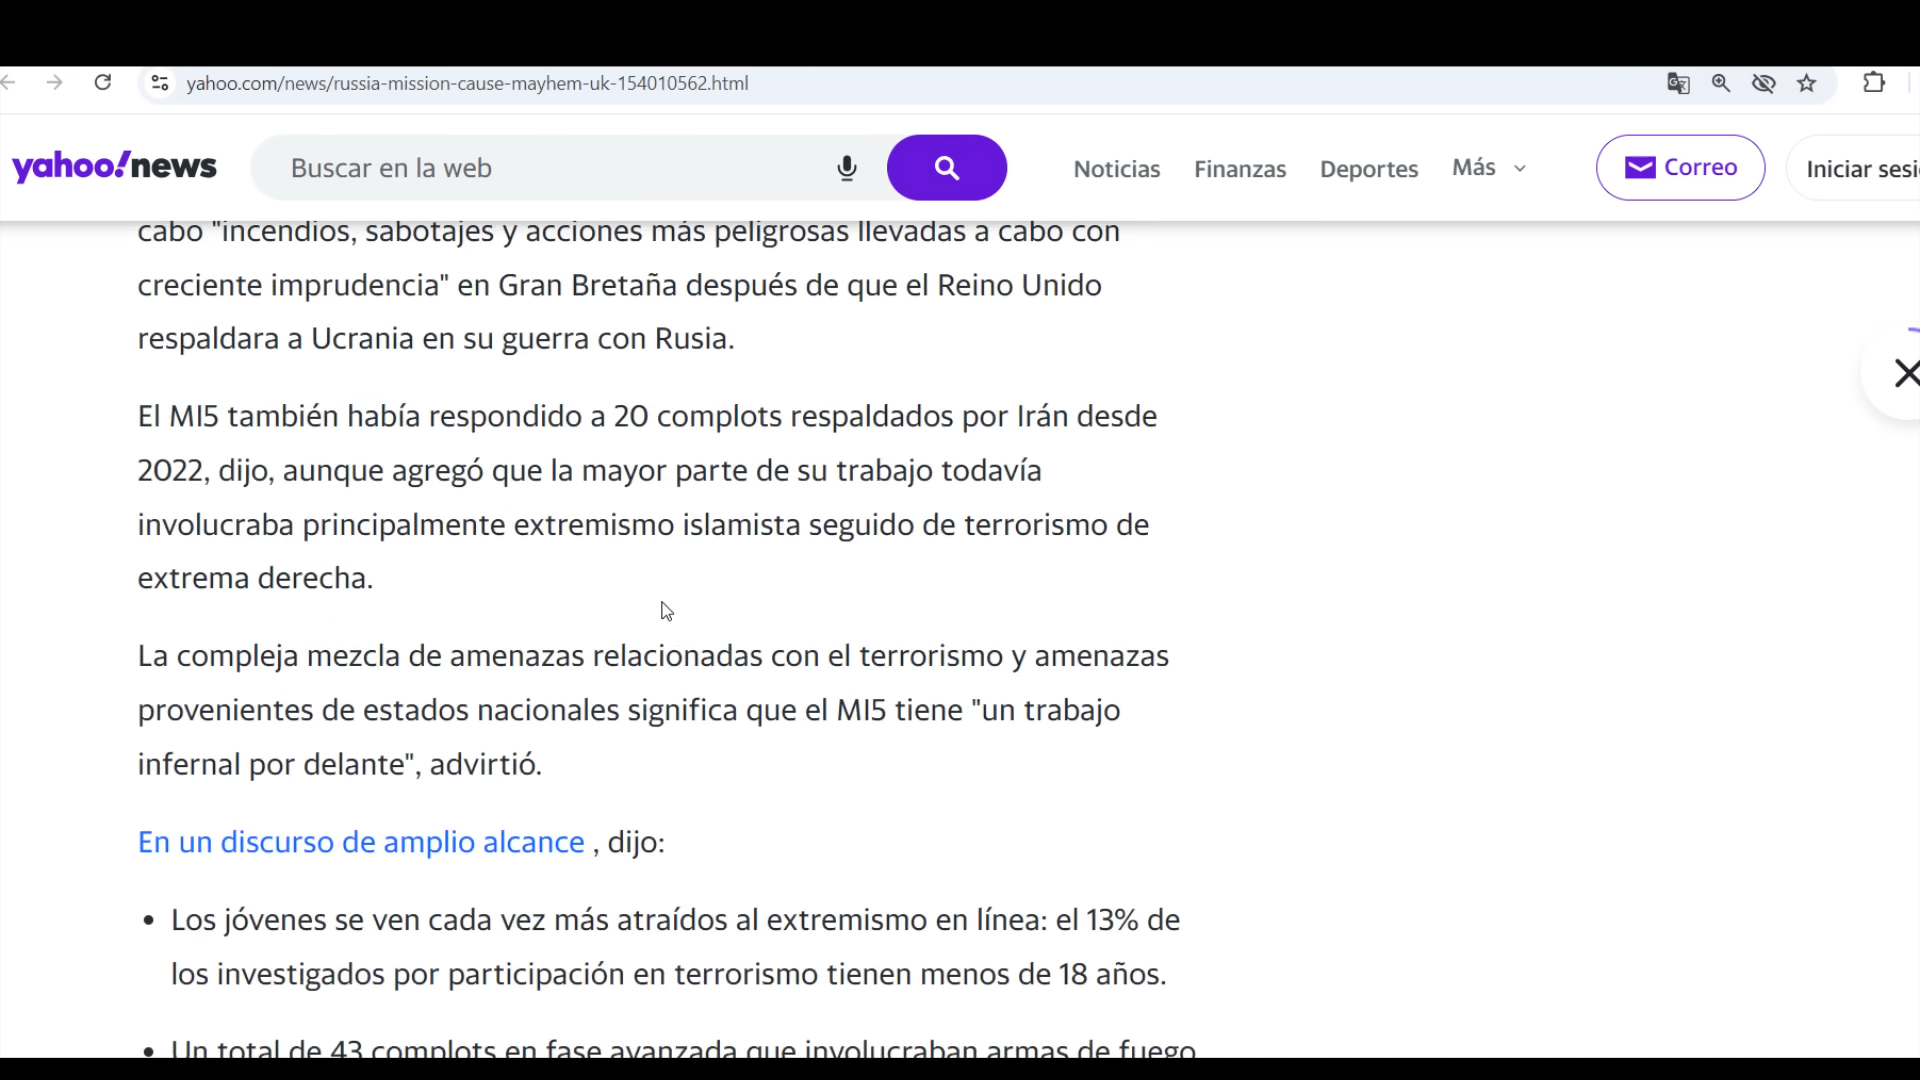 yahoo.com/news/russia-mission-cause-mayhem-uk-154010562.html
yahoo!news
Buscar en la web
Noticias
Finanzas
Deportes
Más
Correo
Iniciar sesi
cabo "incendios, sabotajes y acciones más peligrosas llevadas a cabo con
creciente imprudencia" en Gran Bretaña después de que el Reino Unido
respaldara a Ucrania en su guerra con Rusia.
El MI5 también había respondido a 20 complots respaldados por Irán desde
2022, dijo, aunque agregó que la mayor parte de su trabajo todavía
involucraba principalmente extremismo islamista seguido de terrorismo de
extrema derecha.
La compleja mezcla de amenazas relacionadas con el terrorismo y amenazas
provenientes de estados nacionales significa que el MI5 tiene "un trabajo
infernal por delante", advirtió.
En un discurso de amplio alcance , dijo:
• Los jóvenes se ven cada vez más atraídos al extremismo en línea: el 13% de
los investigados por participación en terrorismo tienen menos de 18 años.
• Un total de 43 complots en fase avanzada que involucraban armas de fuego